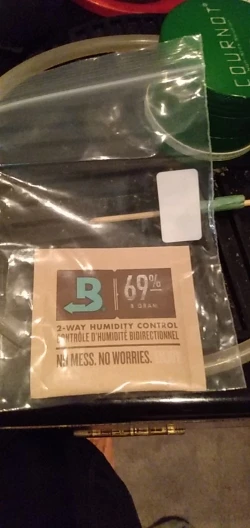 COURNOT
B
69%
8 GRAM
2-WAY HUMIDITY CONTROL
CONTRÔLE D'HUMIDITÉ BIDIRECTIONNEL
NO MESS. NO WORRIES.